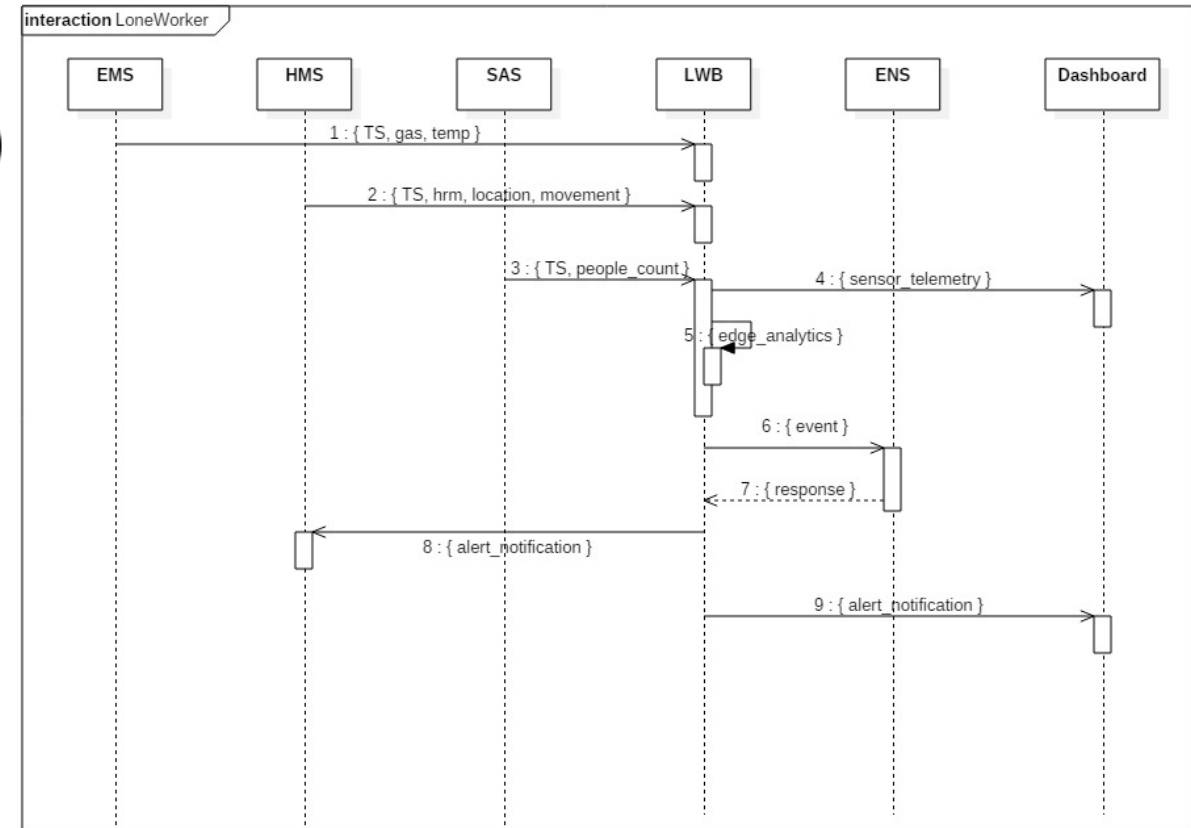 interaction LoneWorker
EMS
HMS
SAS
LWB
ENS
Dashboard
1 : { TS, gas, temp }
2 : { TS, hrm, location, movement }
3 : { TS, people_count }
4 : { sensor_telemetry }
5 : { edge_analytics }
6 : { event }
7 : { response }
8 : { alert_notification }
9 : { alert_notification }